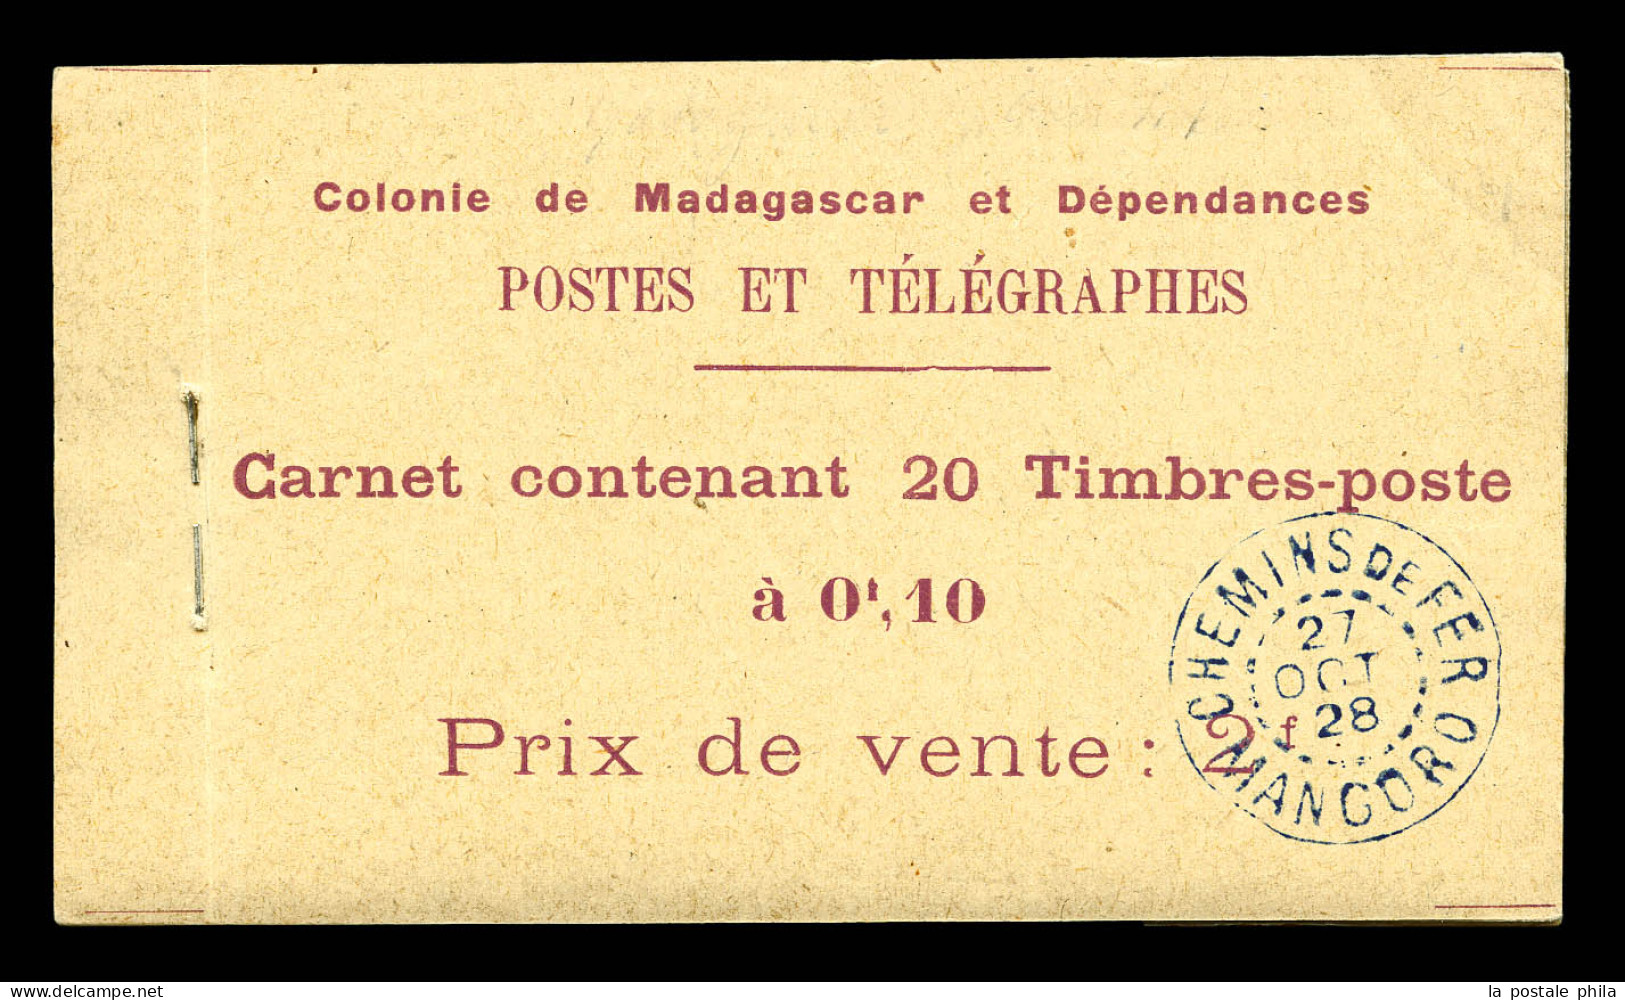 Colonie de Madagascar et Dépendances
POSTES ET TÉLÉGRAPHES
Carnet contenant 20 Timbres-poste
à 0f,10
Prix de vente : 2f
CHEMINS DE FER
27
OCT
28
MANGORO
www.delcampe.net
la postale phila